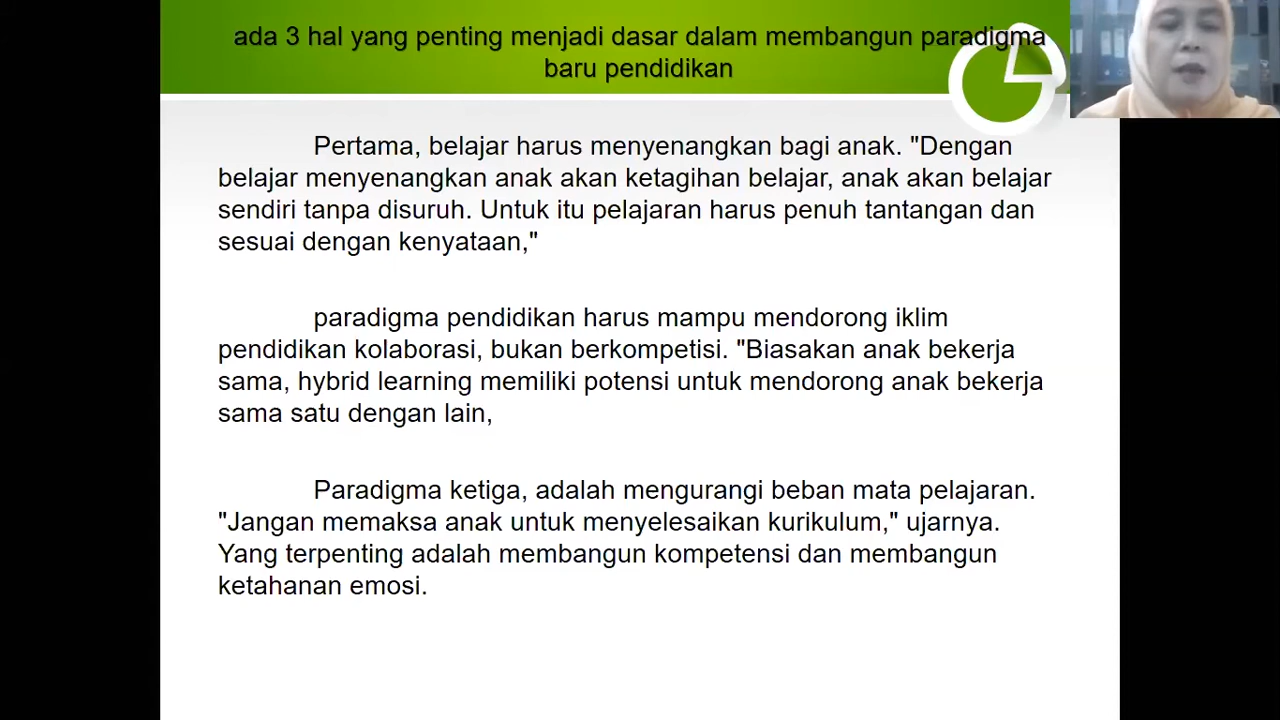 ada 3 hal yang penting menjadi dasar dalam membangun paradigma
baru pendidikan
Pertama, belajar harus menyenangkan bagi anak. "Dengan
belajar menyenangkan anak akan ketagihan belajar, anak akan belajar
sendiri tanpa disuruh. Untuk itu pelajaran harus penuh tantangan dan
sesuai dengan kenyataan,"
paradigma pendidikan harus mampu mendorong iklim
pendidikan kolaborasi, bukan berkompetisi. "Biasakan anak bekerja
sama, hybrid learning memiliki potensi untuk mendorong anak bekerja
sama satu dengan lain,
Paradigma ketiga, adalah mengurangi beban mata pelajaran.
"Jangan memaksa anak untuk menyelesaikan kurikulum," ujarnya.
Yang terpenting adalah membangun kompetensi dan membangun
ketahanan emosi.